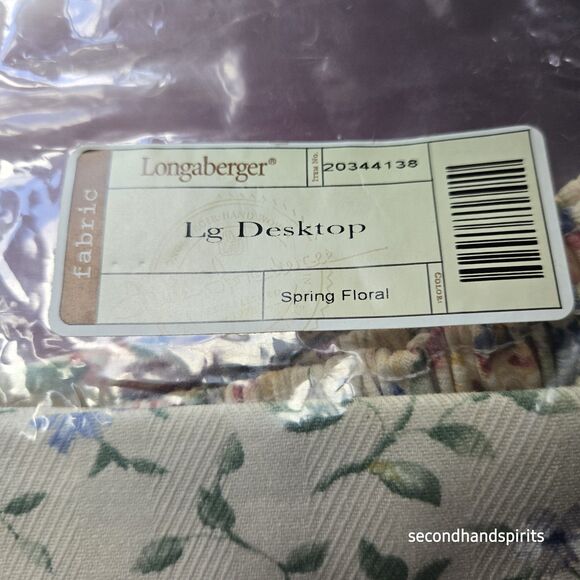 fabric
Longaberger®
Item No.
20344138
Lg Desktop
Spring Floral
Color:
secondhandspirits